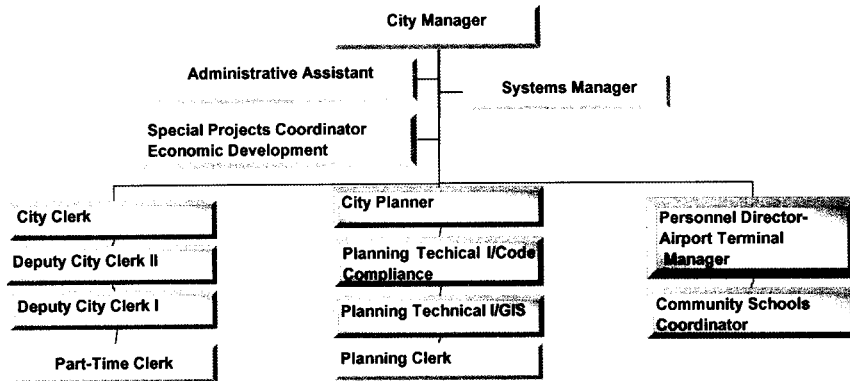 City Manager
Administrative Assistant
Systems Manager
Special Projects Coordinator
Economic Development
City Clerk
Deputy City Clerk II
Deputy City Clerk I
Part-Time Clerk
City Planner
Planning Techical I/Code
Compliance
Planning Technical I/GIS
Planning Clerk
Personnel Director-
Airport Terminal
Manager
Community Schools
Coordinator